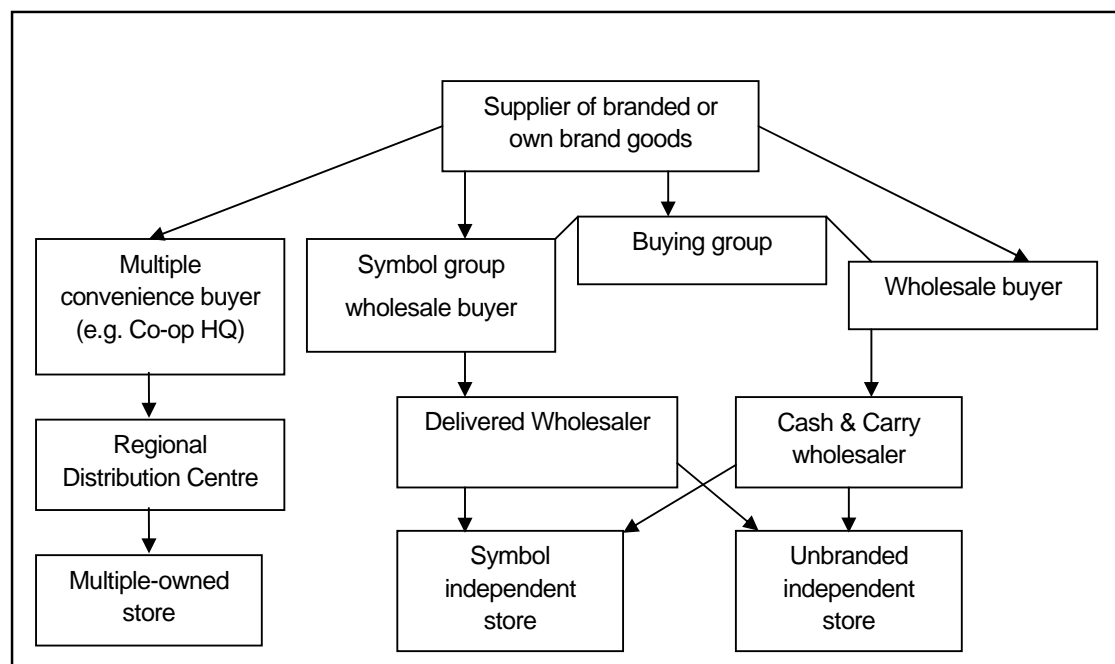 Supplier of branded or
own brand goods
Multiple
convenience buyer
(e.g. Co-op HQ)
Symbol group
wholesale buyer
Buying group
Wholesale buyer
Regional
Distribution Centre
Delivered Wholesaler
Cash & Carry
wholesaler
Multiple-owned
store
Symbol
independent
store
Unbranded
independent
store